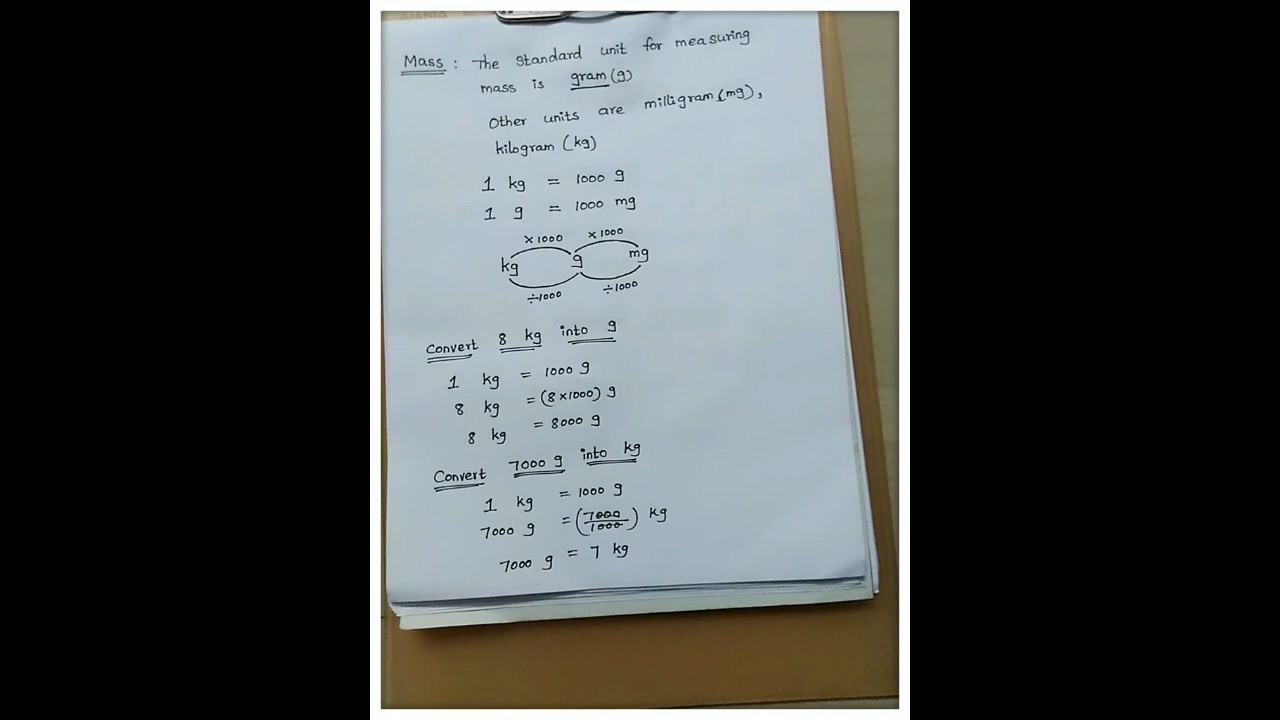 Mass : The standard unit for measuring
mass is gram (g)
Other units are milligram (mg),
kilogram (kg)
1 kg = 1000 g
1 g = 1000 mg
×1000 ×1000
kg g mg
÷1000 ÷1000
Convert 8 kg into g
1 kg = 1000 g
8 kg = (8×1000) g
8 kg = 8000 g
Convert 7000 g into kg
1 kg = 1000 g
7000 g = (7000/1000) kg
7000 g = 7 kg